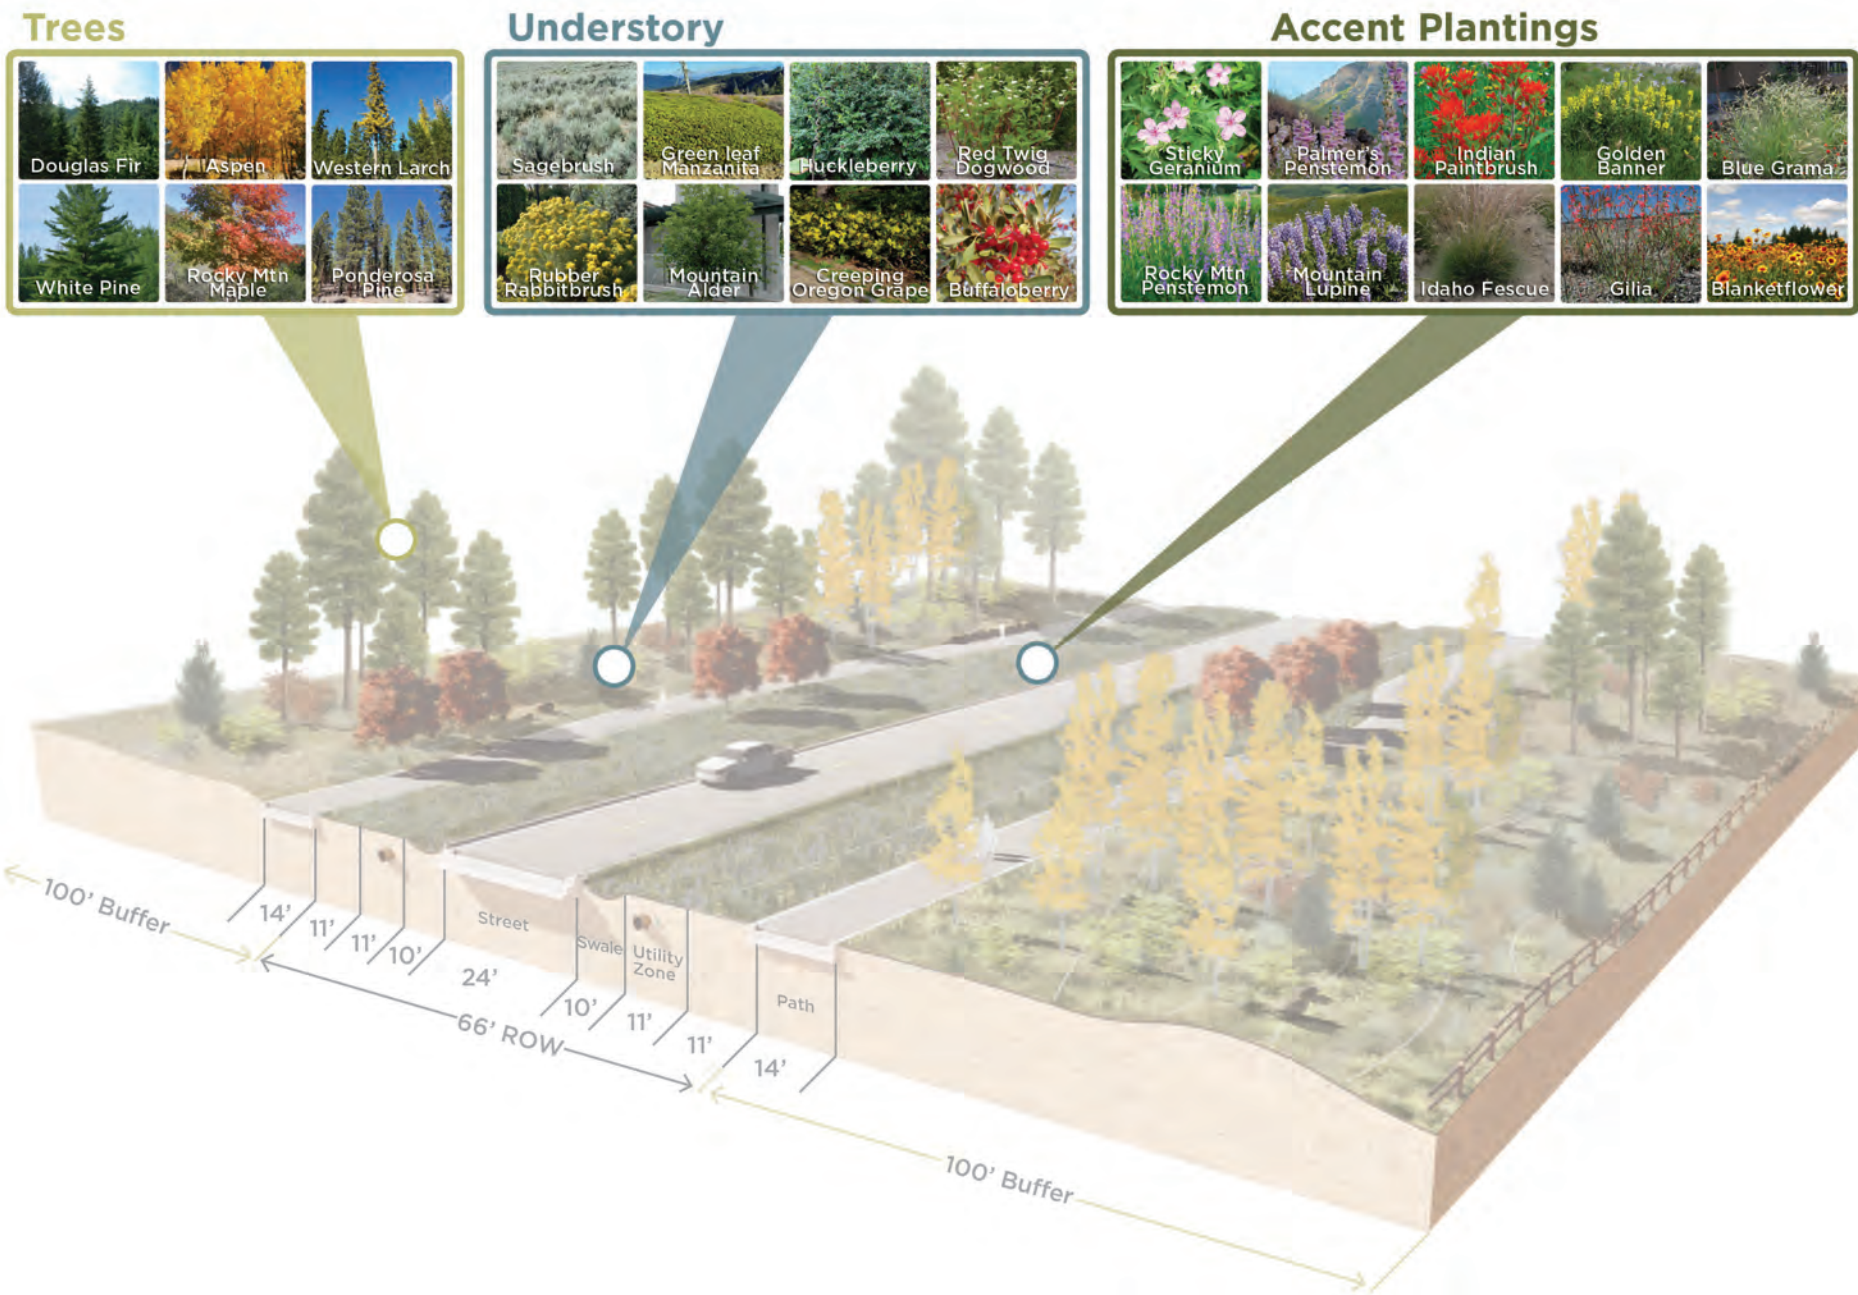 Trees
Douglas Fir
Aspen
Western Larch
White Pine
Rocky Mtn
Maple
Ponderosa
Pine
Understory
Sagebrush
Green leaf
Manzanita
Huckleberry
Red Twig
Dogwood
Rubber
Rabbitbrush
Mountain
Alder
Creeping
Oregon Grape
Buffaloberry
Accent Plantings
Sticky
Geranium
Palmer's
Penstemon
Indian
Paintbrush
Golden
Banner
Blue Grama
Rocky Mtn
Penstemon
Mountain
Lupine
Idaho Fescue
Gilia
Blanketflower
100' Buffer
14'
11'
11'
10'
Street
24'
Swale
10'
Utility
Zone
11'
11'
Path
14'
66' ROW
100' Buffer